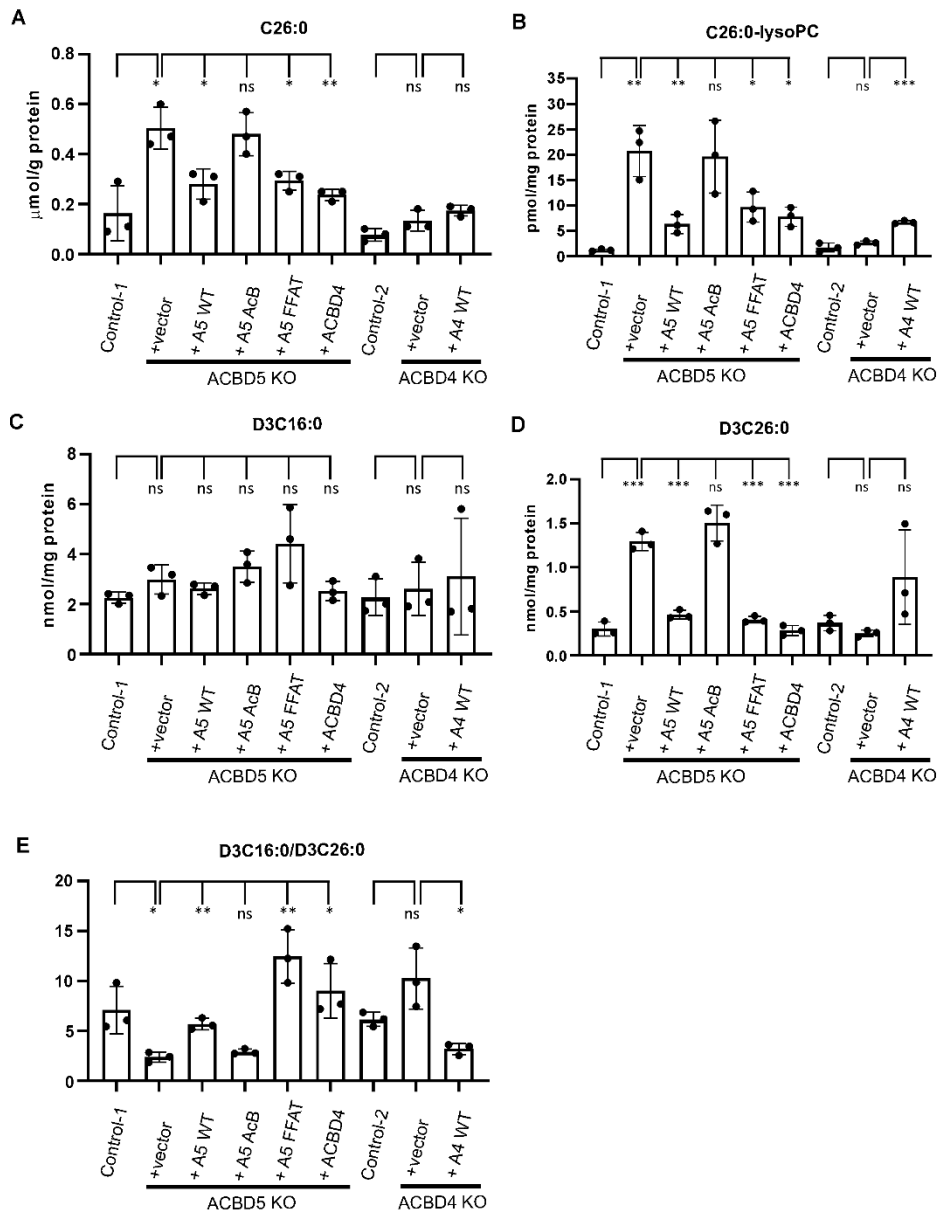 A
C26:0
0.8
0.6
0.4
0.2
0.0
μmol/g protein
* * ns * ** ns ns
Control-1
+vector
+ A5 WT
+ A5 AcB
+ A5 FFAT
+ ACBD4
Control-2
+vector
+ A4 WT
ACBD5 KO
ACBD4 KO
B
C26:0-lysoPC
35
30
25
20
15
10
5
0
pmol/mg protein
** ** ns * * ns ***
Control-1
+vector
+ A5 WT
+ A5 AcB
+ A5 FFAT
+ ACBD4
Control-2
+vector
+ A4 WT
ACBD5 KO
ACBD4 KO
C
D3C16:0
8
6
4
2
0
nmol/mg protein
ns ns ns ns ns ns ns
Control-1
+vector
+ A5 WT
+ A5 AcB
+ A5 FFAT
+ ACBD4
Control-2
+vector
+ A4 WT
ACBD5 KO
ACBD4 KO
D
D3C26:0
2.0
1.5
1.0
0.5
0.0
nmol/mg protein
*** *** ns *** *** ns ns
Control-1
+vector
+ A5 WT
+ A5 AcB
+ A5 FFAT
+ ACBD4
Control-2
+vector
+ A4 WT
ACBD5 KO
ACBD4 KO
E
D3C16:0/D3C26:0
20
15
10
5
0
* ** ns ** * ns *
Control-1
+vector
+ A5 WT
+ A5 AcB
+ A5 FFAT
+ ACBD4
Control-2
+vector
+ A4 WT
ACBD5 KO
ACBD4 KO